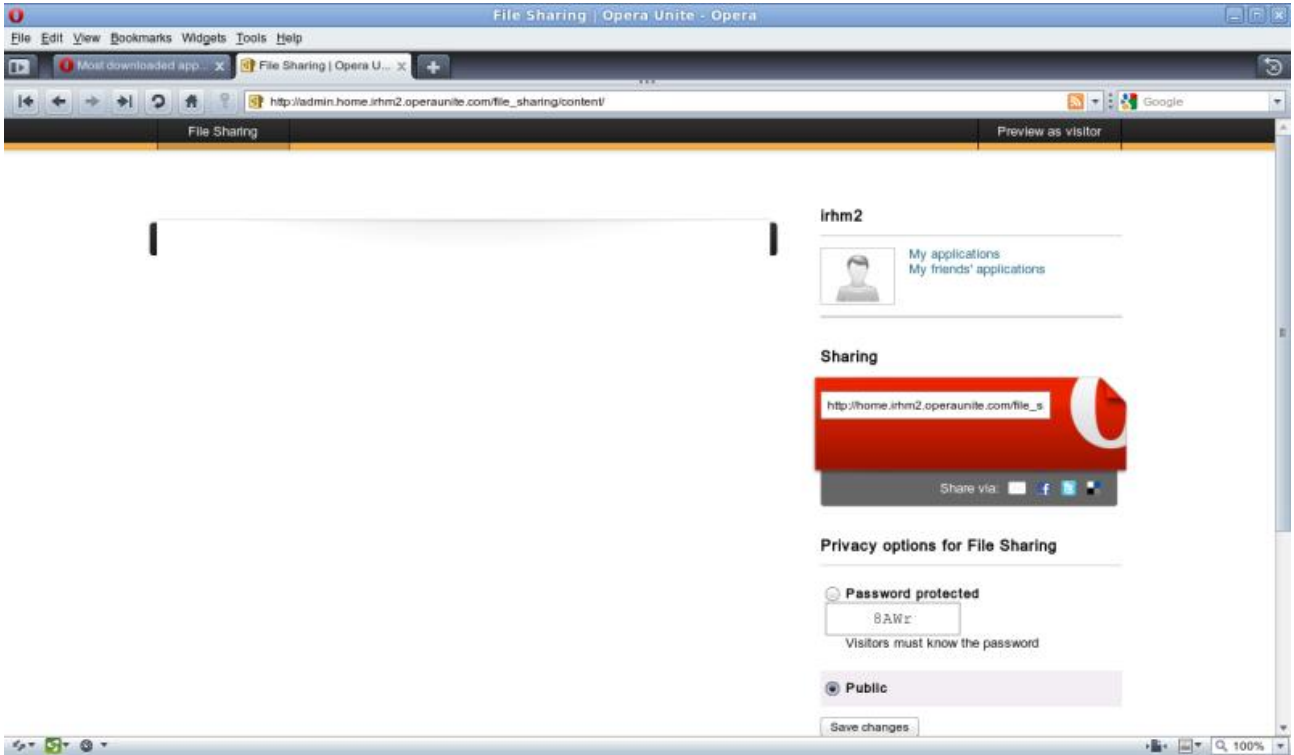 File Sharing | Opera Unite - Opera
File Edit View Bookmarks Widgets Tools Help
Most downloaded app... File Sharing | Opera U...
http://admin.home.irhm2.operaunite.com/file_sharing/content/ Google
File Sharing Preview as visitor
irhm2
My applications
My friends' applications
Sharing
http://home.irhm2.operaunite.com/file_s
Share via:
Privacy options for File Sharing
Password protected
8AWr
Visitors must know the password
Public
Save changes
100%